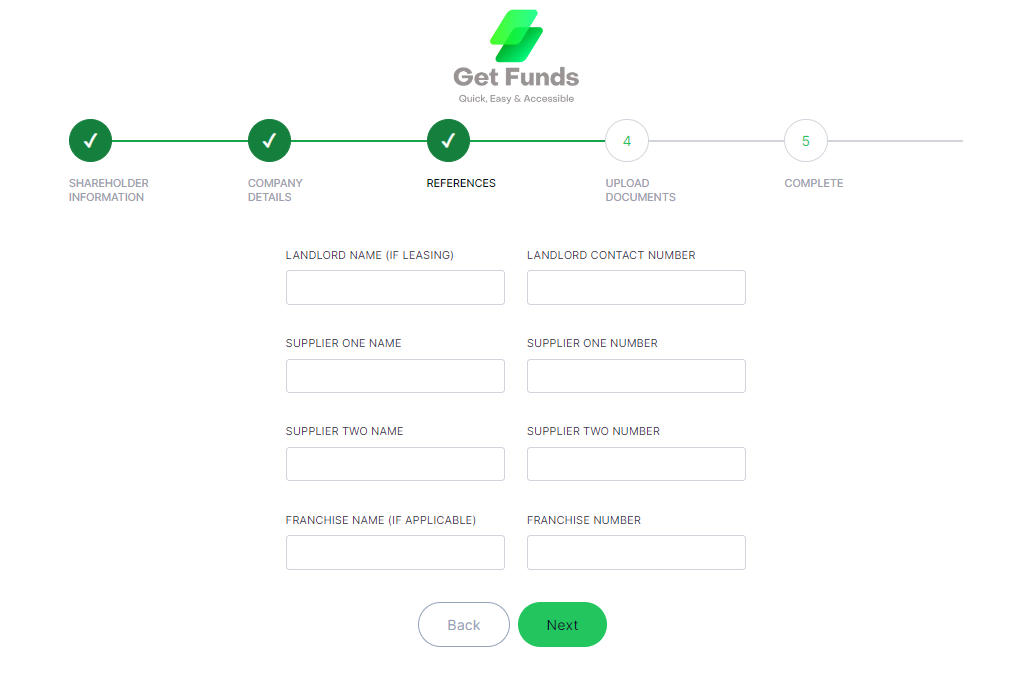 Get Funds
Quick, Easy & Accessible
4
5
SHAREHOLDER
INFORMATION
COMPANY
DETAILS
REFERENCES
UPLOAD
DOCUMENTS
COMPLETE
LANDLORD NAME (IF LEASING)
LANDLORD CONTACT NUMBER
SUPPLIER ONE NAME
SUPPLIER ONE NUMBER
SUPPLIER TWO NAME
SUPPLIER TWO NUMBER
FRANCHISE NAME (IF APPLICABLE)
FRANCHISE NUMBER
Back
Next